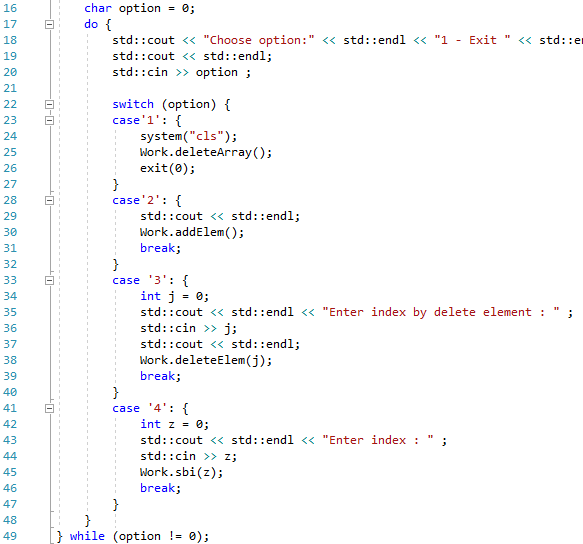 16 char option = 0;
17 do {
18 std::cout << "Choose option:" << std::endl << "1 - Exit " << std::e
19 std::cout << std::endl;
20 std::cin >> option ;
21
22 switch (option) {
23 case'1': {
24 system("cls");
25 Work.deleteArray();
26 exit(0);
27 }
28 case'2': {
29 std::cout << std::endl;
30 Work.addElem();
31 break;
32 }
33 case '3': {
34 int j = 0;
35 std::cout << std::endl << "Enter index by delete element : " ;
36 std::cin >> j;
37 std::cout << std::endl;
38 Work.deleteElem(j);
39 break;
40 }
41 case '4': {
42 int z = 0;
43 std::cout << std::endl << "Enter index : " ;
44 std::cin >> z;
45 Work.sbi(z);
46 break;
47 }
48 }
49 } while (option != 0);